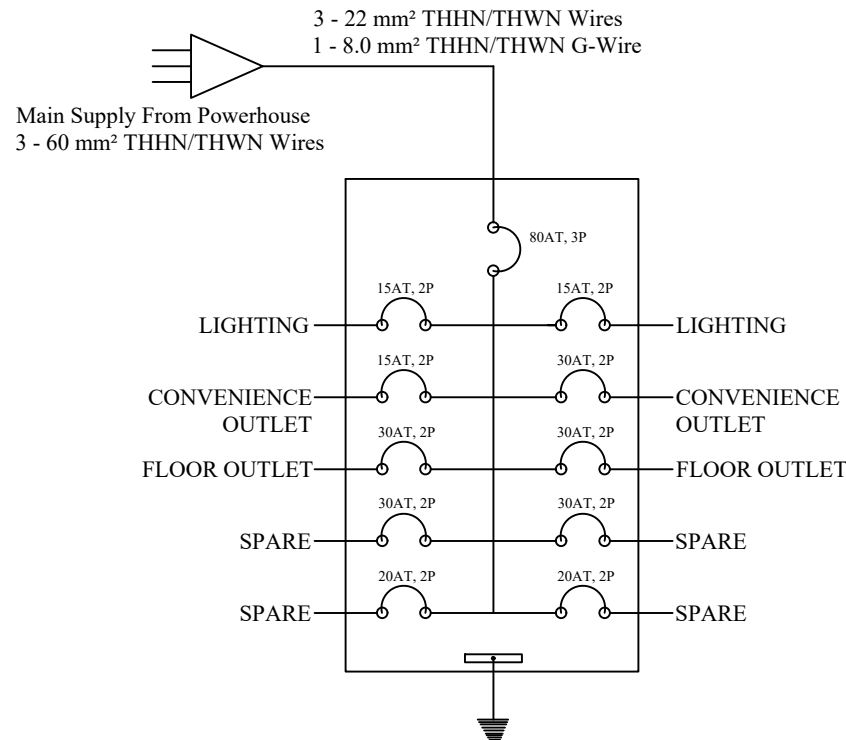 3 - 22 mm² THHN/THWN Wires
1 - 8.0 mm² THHN/THWN G-Wire
Main Supply From Powerhouse
3 - 60 mm² THHN/THWN Wires
80AT, 3P
15AT, 2P
15AT, 2P
LIGHTING
LIGHTING
15AT, 2P
30AT, 2P
CONVENIENCE
OUTLET
CONVENIENCE
OUTLET
30AT, 2P
30AT, 2P
FLOOR OUTLET
FLOOR OUTLET
30AT, 2P
30AT, 2P
SPARE
SPARE
20AT, 2P
20AT, 2P
SPARE
SPARE